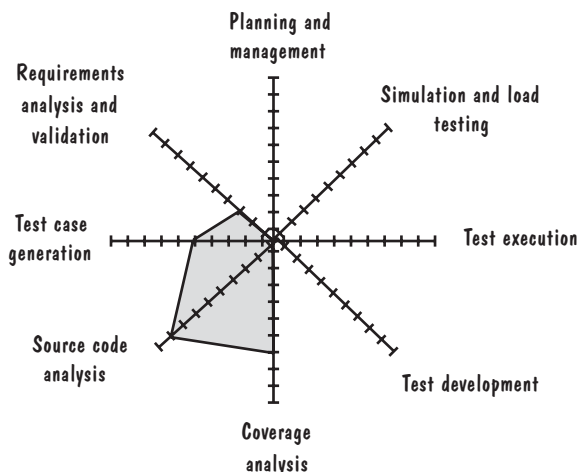 Planning and
management
Requirements
analysis and
validation
Simulation and load
testing
Test case
generation
Test execution
Source code
analysis
Test development
Coverage
analysis